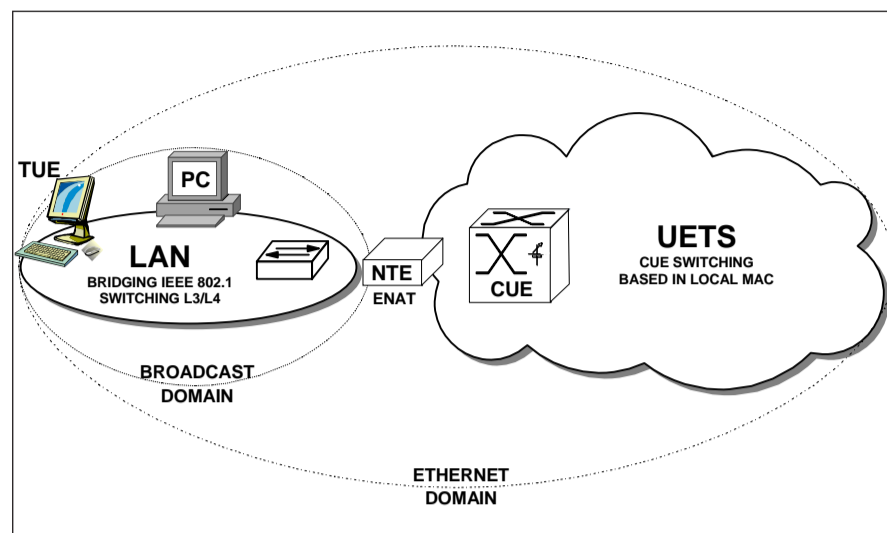 TUE
PC
LAN
BRIDGING IEEE 802.1
SWITCHING L3/L4
NTE
ENAT
CUE
UETS
CUE SWITCHING
BASED IN LOCAL MAC
BROADCAST
DOMAIN
ETHERNET
DOMAIN